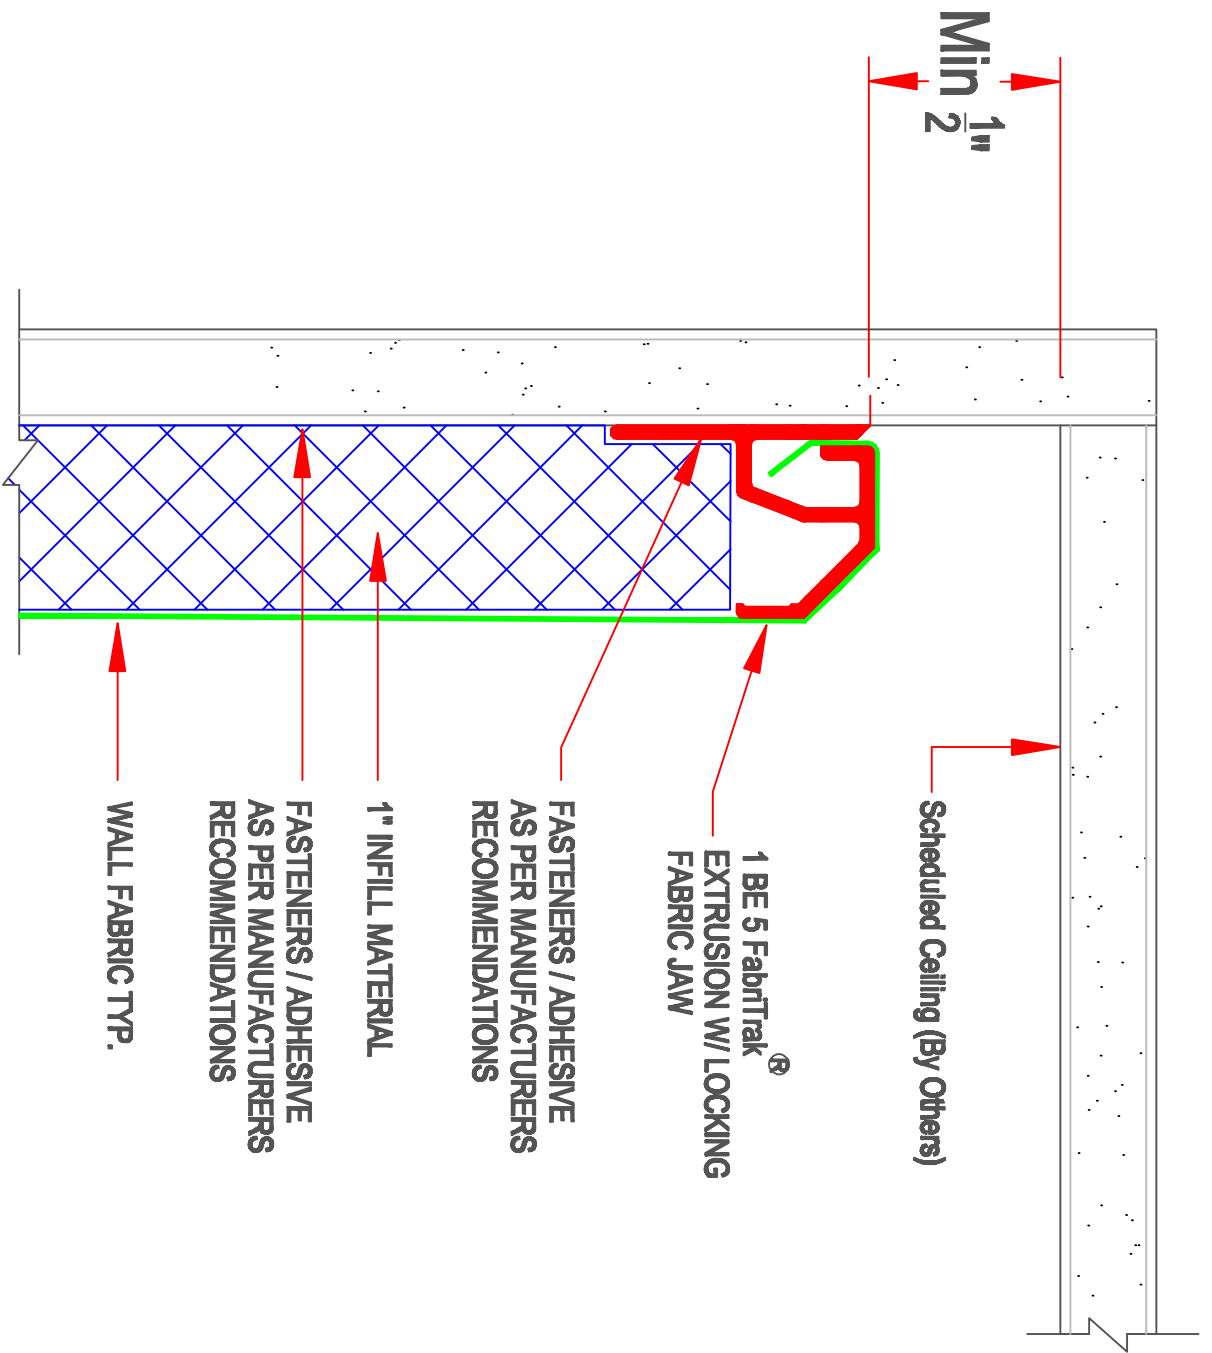 Min 1/2"
Scheduled Ceiling (By Others)
1 BE 5 FabriTrak®
EXTRUSION W/ LOCKING
FABRIC JAW
FASTENERS / ADHESIVE
AS PER MANUFACTURERS
RECOMMENDATIONS
1" INFILL MATERIAL
FASTENERS / ADHESIVE
AS PER MANUFACTURERS
RECOMMENDATIONS
WALL FABRIC TYP.